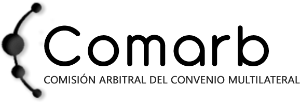 Comarb
COMISIÓN ARBITRAL DEL CONVENIO MULTILATERAL